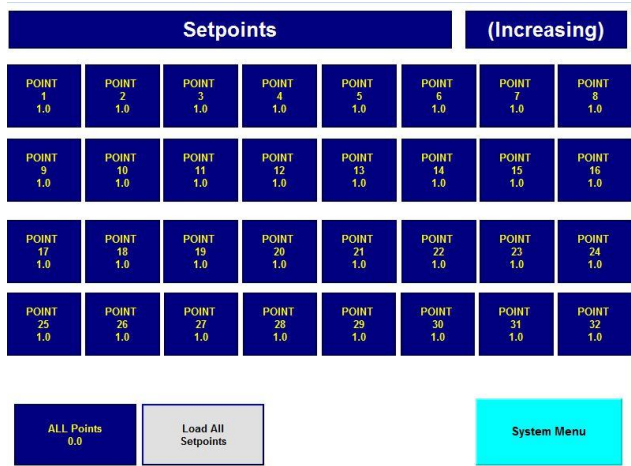 Setpoints (Increasing)
POINT POINT POINT POINT POINT POINT POINT POINT
1 2 3 4 5 6 7 8
1.0 1.0 1.0 1.0 1.0 1.0 1.0 1.0
POINT POINT POINT POINT POINT POINT POINT POINT
9 10 11 12 13 14 15 16
1.0 1.0 1.0 1.0 1.0 1.0 1.0 1.0
POINT POINT POINT POINT POINT POINT POINT POINT
17 18 19 20 21 22 23 24
1.0 1.0 1.0 1.0 1.0 1.0 1.0 1.0
POINT POINT POINT POINT POINT POINT POINT POINT
25 26 27 28 29 30 31 32
1.0 1.0 1.0 1.0 1.0 1.0 1.0 1.0
ALL Points
0.0
Load All
Setpoints
System Menu